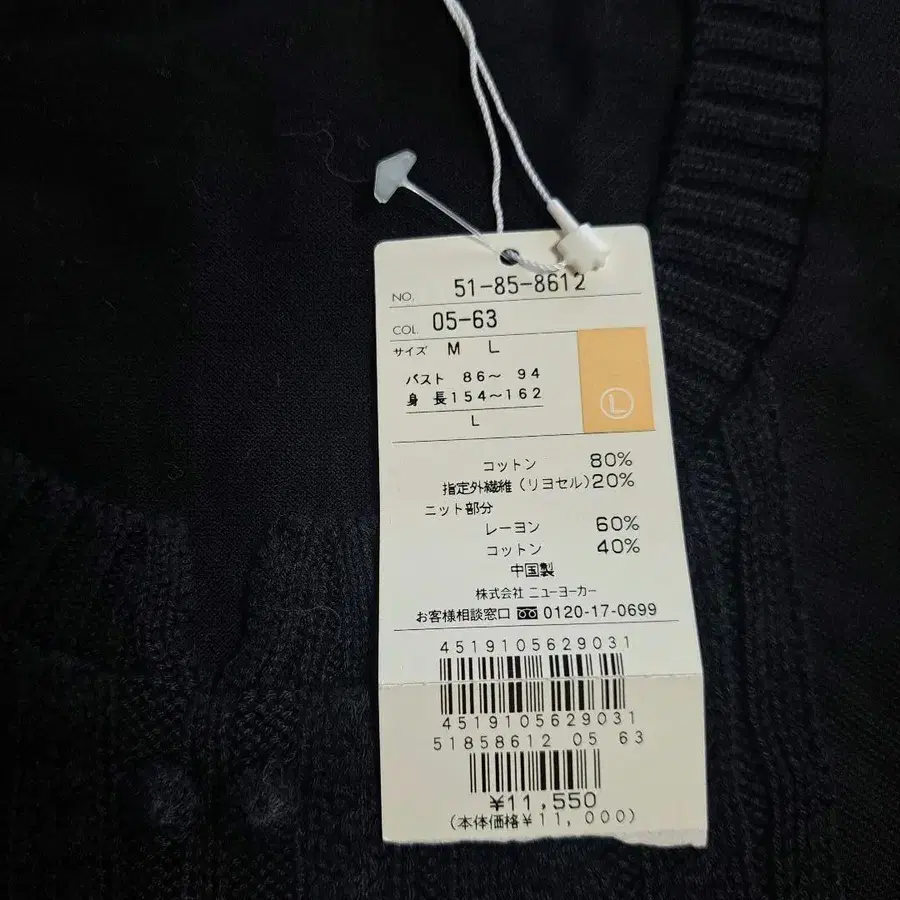 NO. 51-85-8612
COL. 05-63
サイズ M L
バスト 86～ 94
身 長154～162
L
Ⓛ
コットン 80%
指定外繊維(リヨセル)20%
ニット部分
レーヨン 60%
コットン 40%
中国製
株式会社 ニューヨーカー
お客様相談窓口 0120-17-0699
4519105629031
4519105629031
51858612 05 63
¥11,550
(本体価格¥11,000)